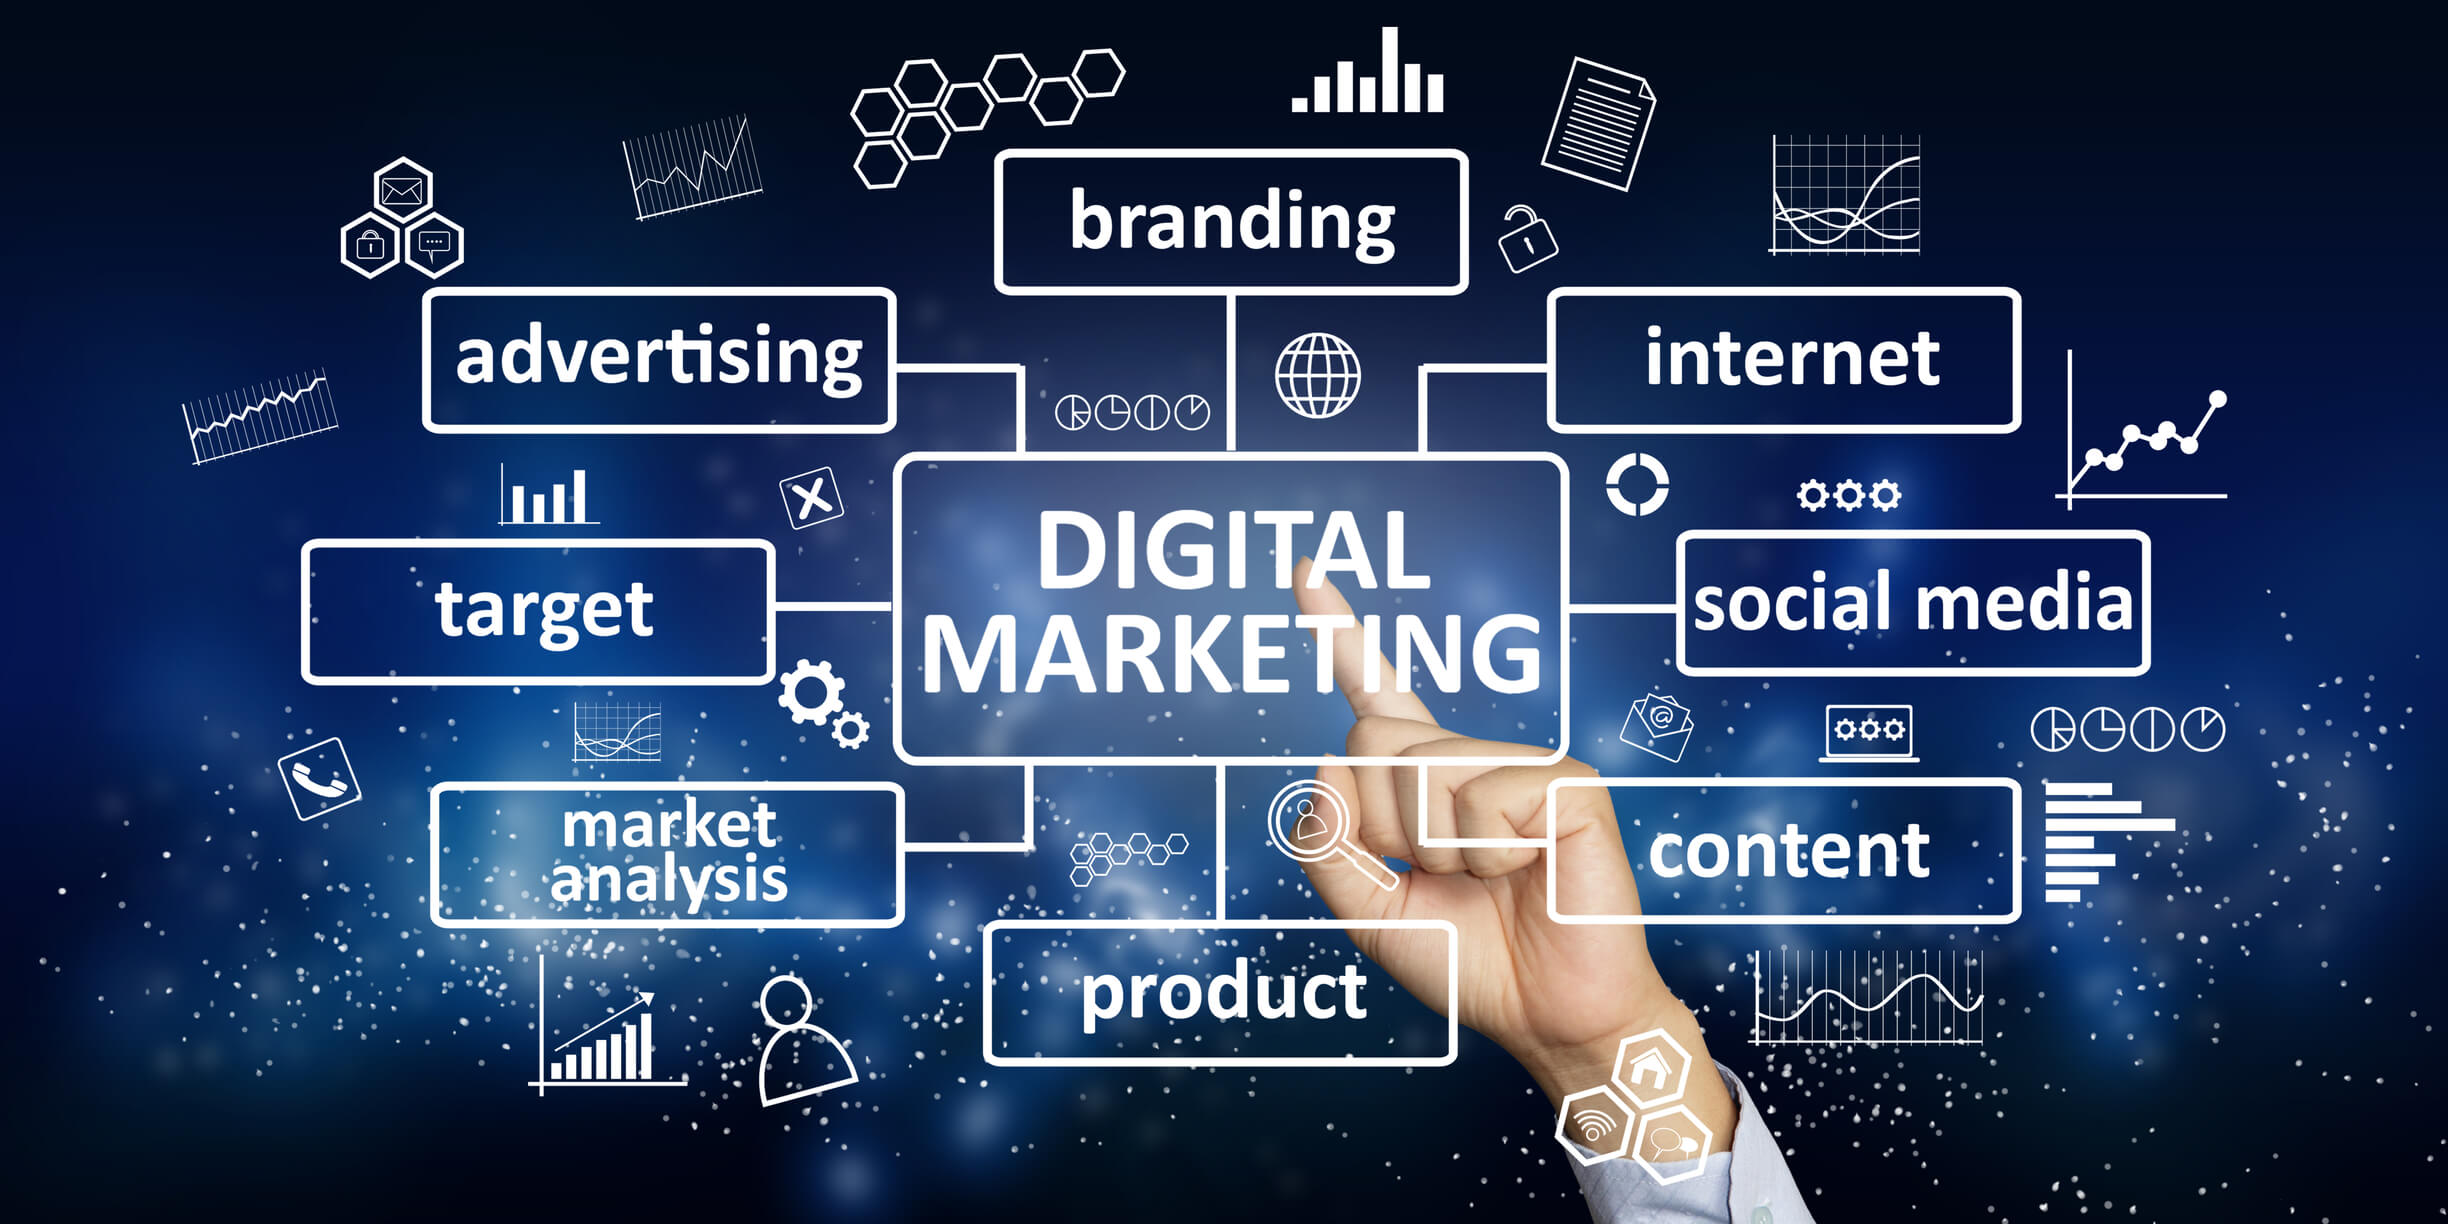 branding
advertising
internet
DIGITAL
MARKETING
target
social media
market
analysis
content
product